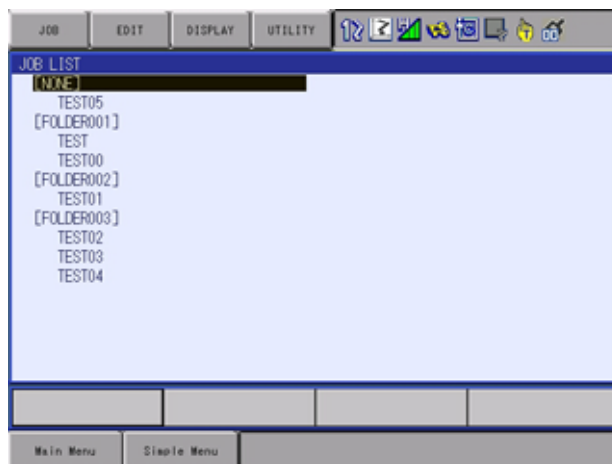 JOB EDIT DISPLAY UTILITY
JOB LIST
[NONE]
TEST05
[FOLDER001]
TEST
TEST00
[FOLDER002]
TEST01
[FOLDER003]
TEST02
TEST03
TEST04
Main Menu Simple Menu